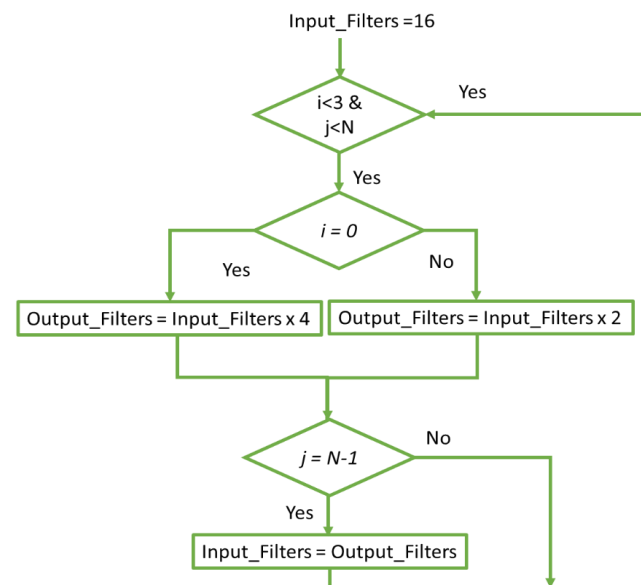 Input_Filters =16
i<3 &
j<N
Yes
Yes
i = 0
Yes
No
Output_Filters = Input_Filters x 4
Output_Filters = Input_Filters x 2
j = N-1
No
Yes
Input_Filters = Output_Filters